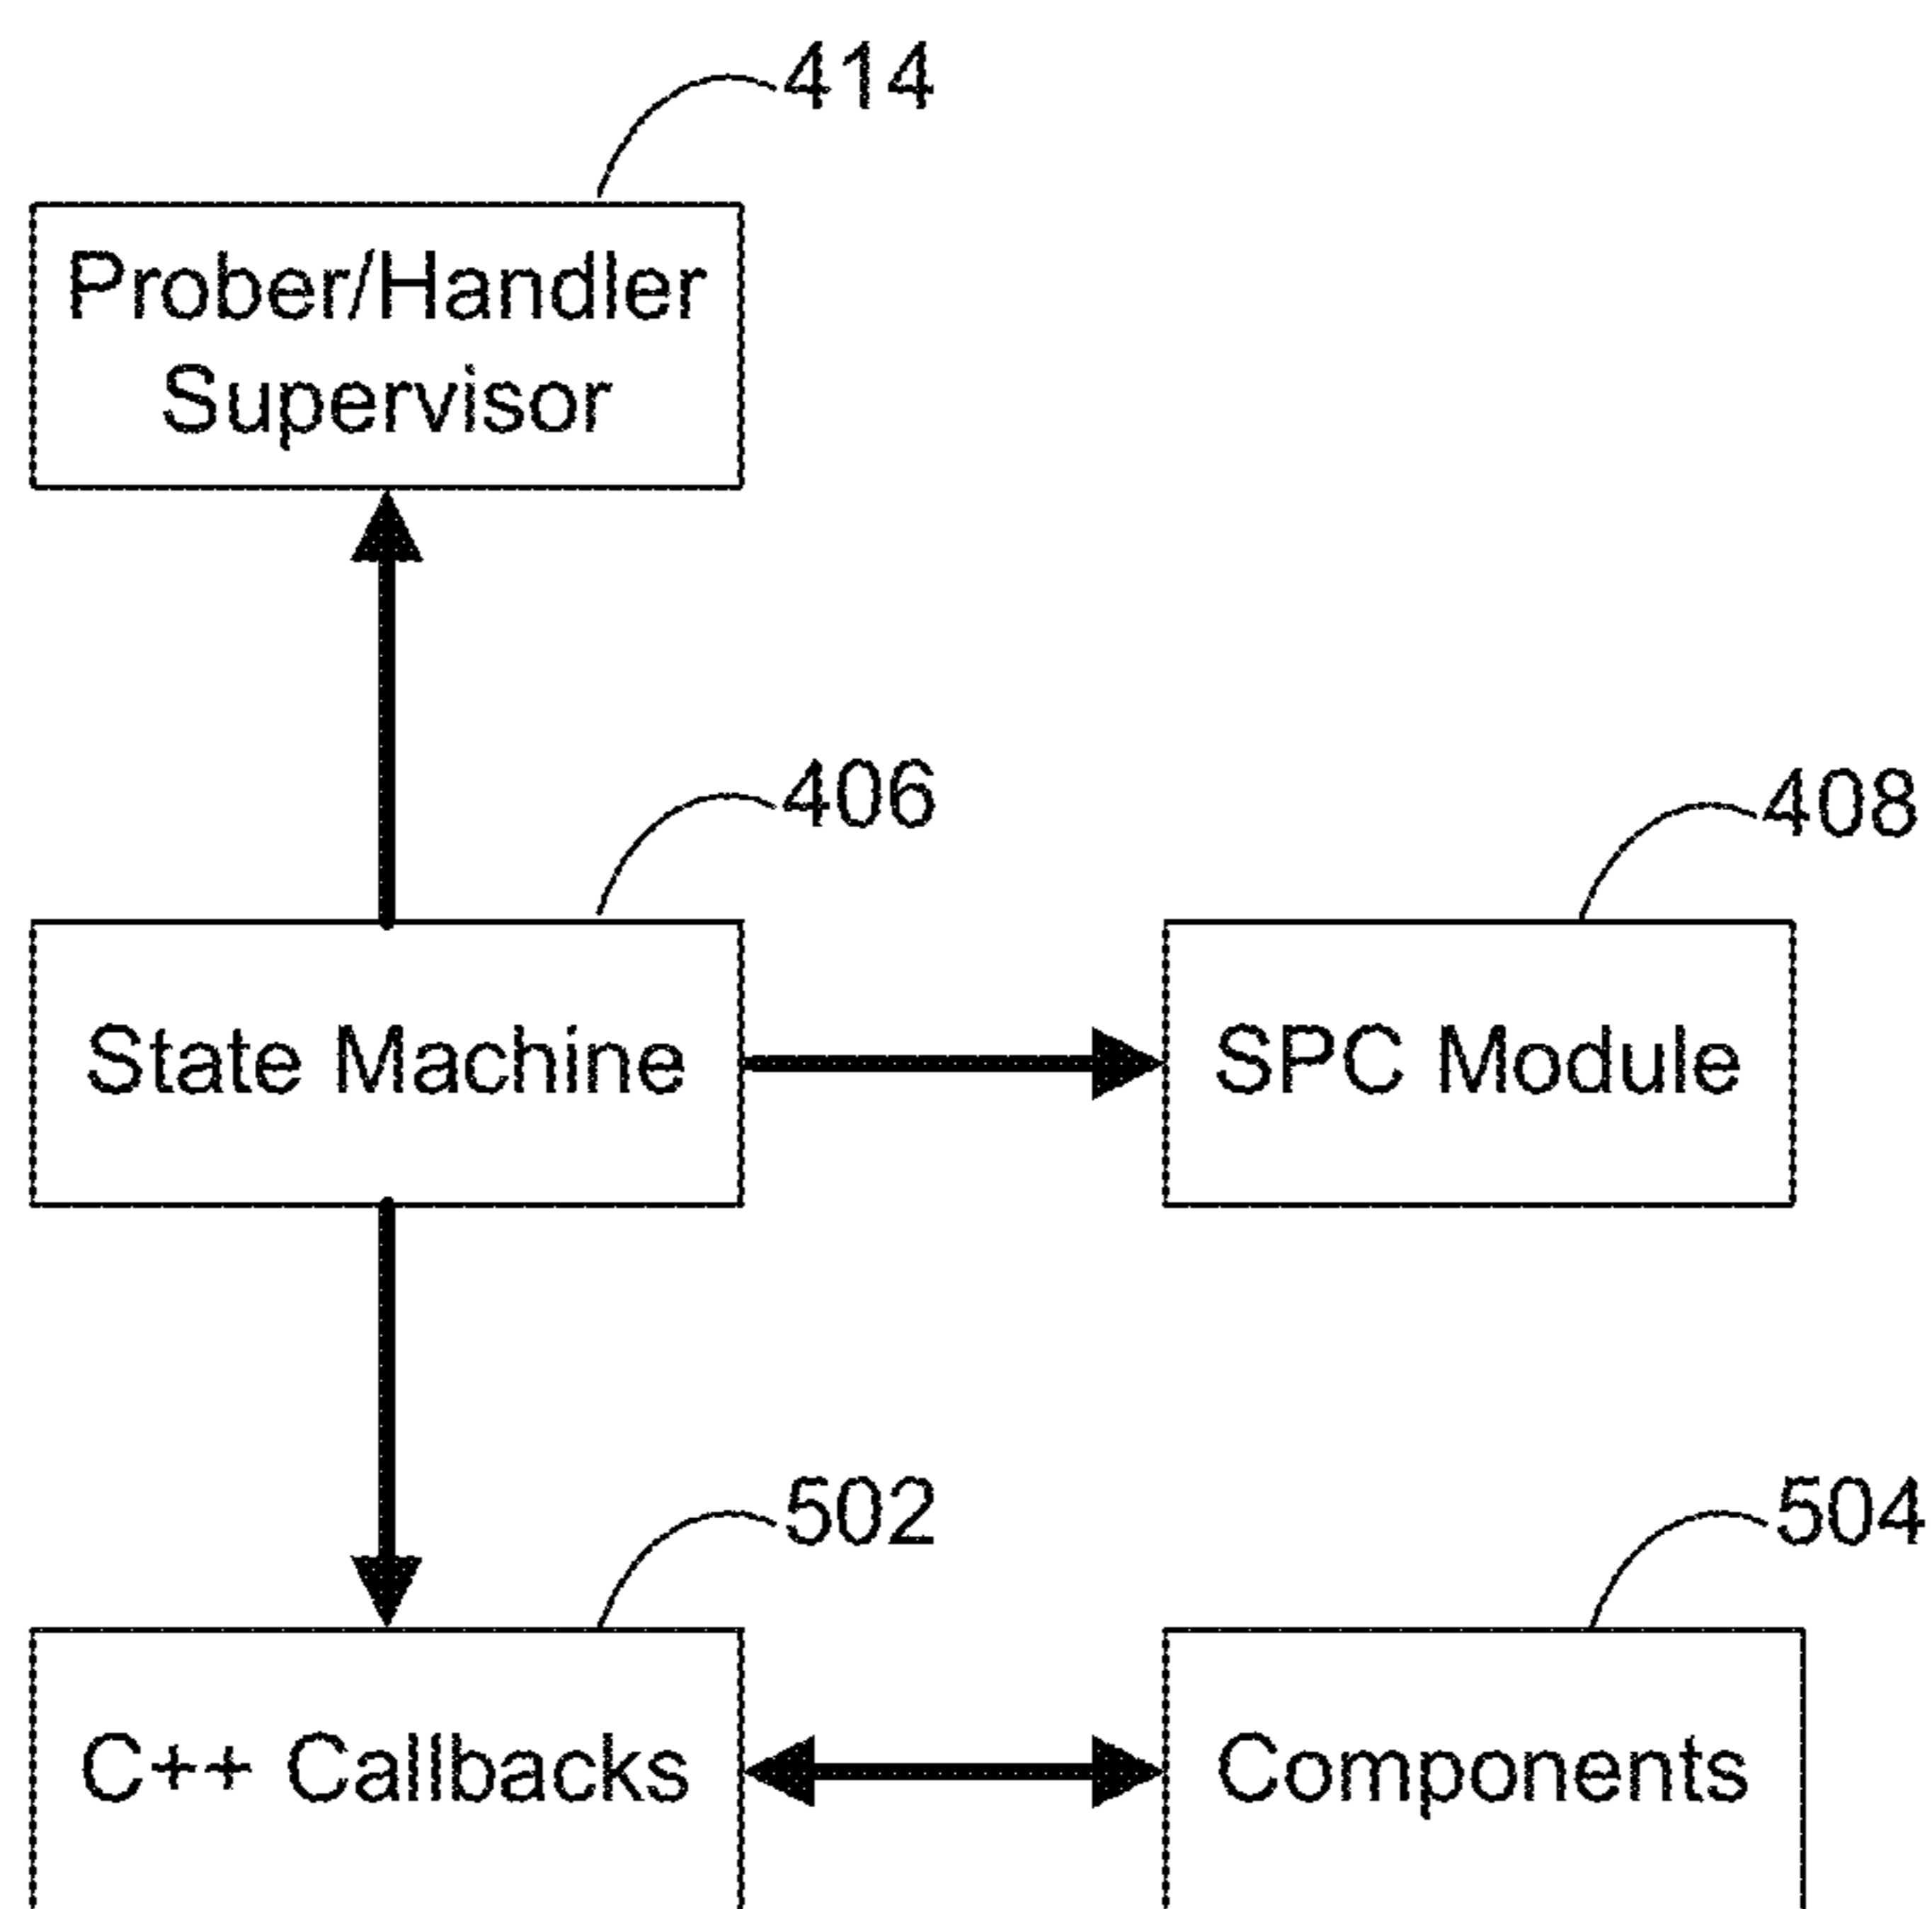 414
Prober/Handler
Supervisor
406
408
State Machine
SPC Module
502
504
C++ Callbacks
Components